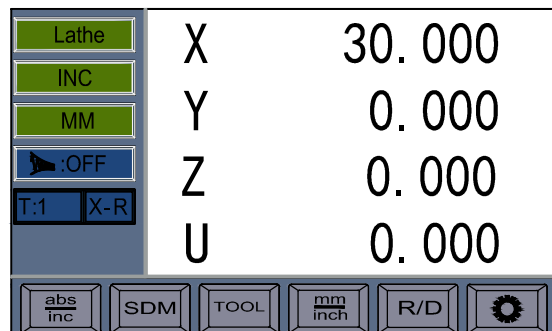 Lathe
INC
MM
:OFF
T:1 X-R
X 30.000
Y 0.000
Z 0.000
U 0.000
abs
inc
SDM
TOOL
mm
inch
R/D